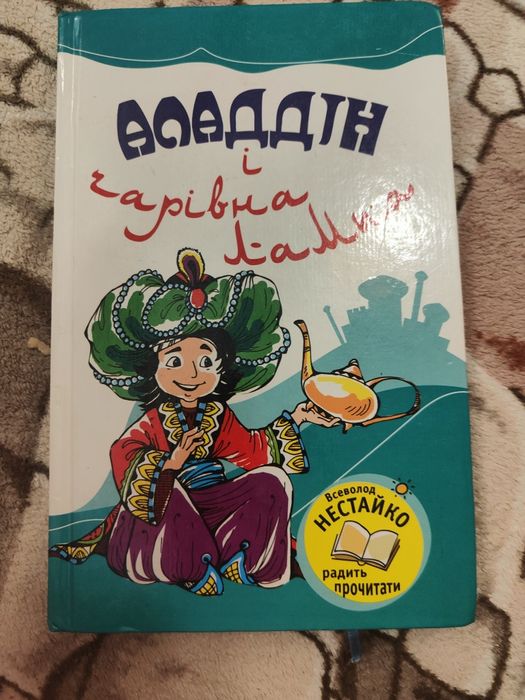 АЛАДДІН
і
чарівна
лампа
Всеволод
НЕСТАЙКО
радить
прочитати